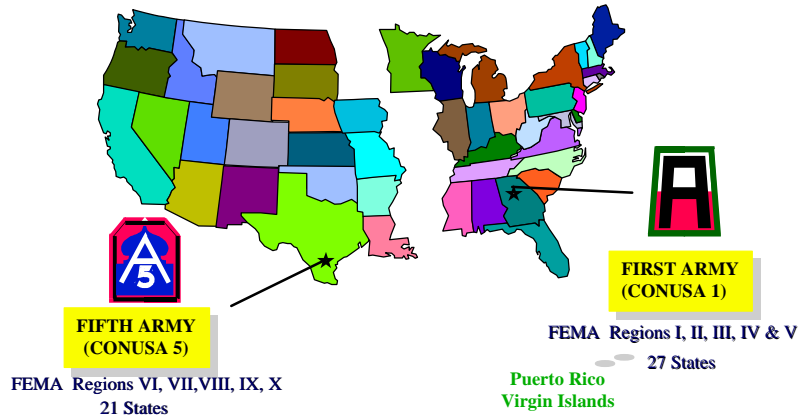 A
5
FIFTH ARMY
(CONUSA 5)
FEMA Regions VI, VII,VIII, IX, X
21 States
A
FIRST ARMY
(CONUSA 1)
FEMA Regions I, II, III, IV & V
27 States
Puerto Rico
Virgin Islands